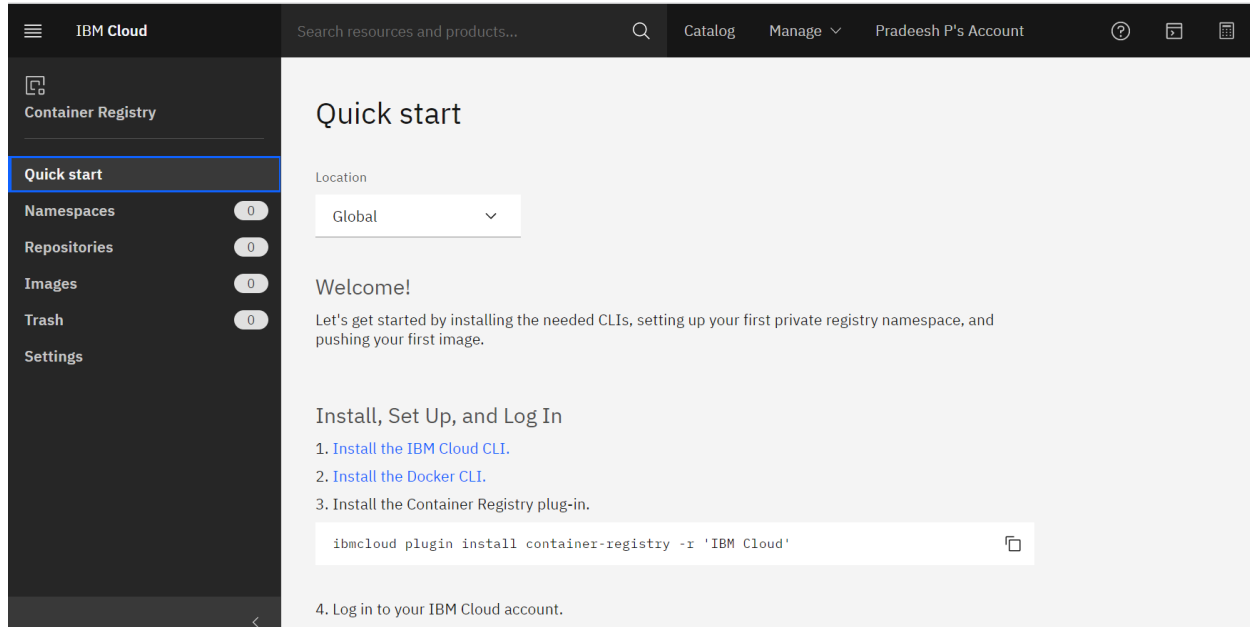 IBM Cloud
Search resources and products...
Catalog
Manage
Pradeesh P's Account
Container Registry
Quick start
Namespaces 0
Repositories 0
Images 0
Trash 0
Settings
Quick start
Location
Global
Welcome!
Let's get started by installing the needed CLIs, setting up your first private registry namespace, and
pushing your first image.
Install, Set Up, and Log In
1. Install the IBM Cloud CLI.
2. Install the Docker CLI.
3. Install the Container Registry plug-in.
ibmcloud plugin install container-registry -r 'IBM Cloud'
4. Log in to your IBM Cloud account.